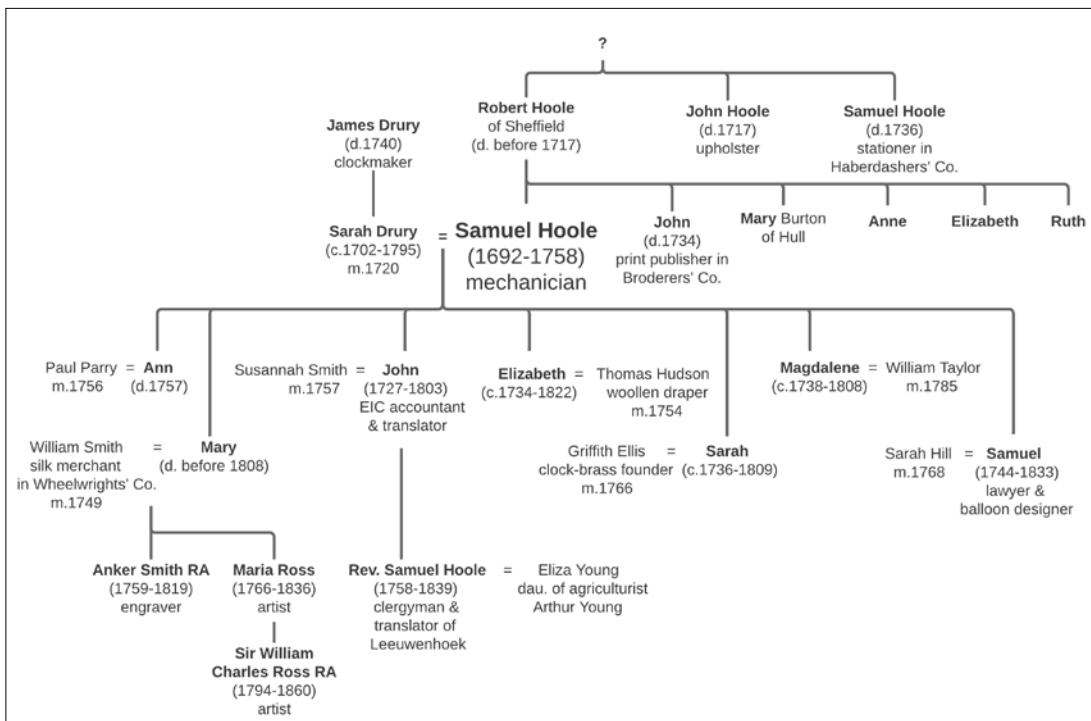 ?
Robert Hoole
of Sheffield
(d. before 1717)
John Hoole
(d.1717)
upholster
Samuel Hoole
(d.1736)
stationer in
Haberdashers' Co.
James Drury
(d.1740)
clockmaker
Sarah Drury
(c.1702-1795)
m.1720
=
Samuel Hoole
(1692-1758)
mechanician
John
(d.1734)
print publisher in
Broderers' Co.
Mary Burton
of Hull
Anne
Elizabeth
Ruth
Paul Parry = Ann
m.1756 (d.1757)
Susannah Smith = John
m.1757 (1727-1803)
EIC accountant
& translator
Elizabeth = Thomas Hudson
(c.1734-1822) woollen draper
m.1754
Magdalene = William Taylor
(c.1738-1808) m.1785
William Smith = Mary
silk merchant (d. before 1808)
in Wheelwrights' Co.
m.1749
Griffith Ellis = Sarah
clock-brass founder (c.1736-1809)
m.1766
Sarah Hill = Samuel
m.1768 (1744-1833)
lawyer &
balloon designer
Anker Smith RA
(1759-1819)
engraver
Maria Ross
(1766-1836)
artist
Rev. Samuel Hoole = Eliza Young
(1758-1839) dau. of agriculturist
clergyman & Arthur Young
translator of
Leeuwenhoek
Sir William
Charles Ross RA
(1794-1860)
artist